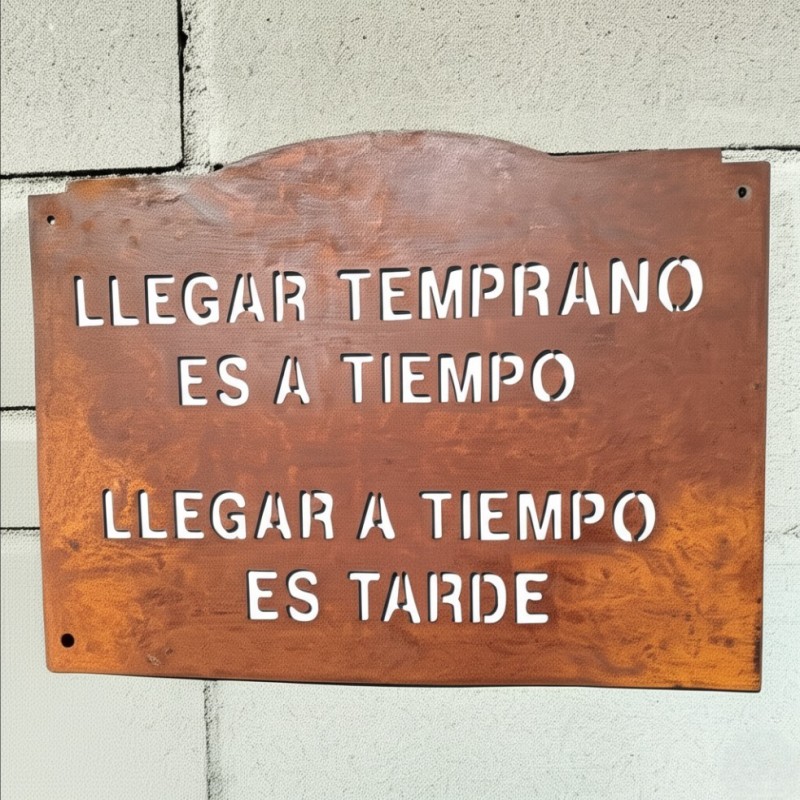 LLEGAR TEMPRANO
ES A TIEMPO
LLEGAR A TIEMPO
ES TARDE